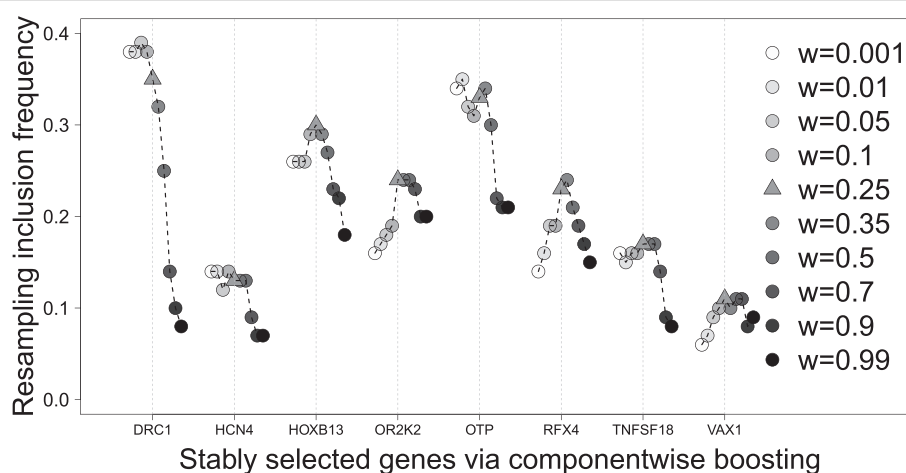 Resampling inclusion frequency
0.4
0.3
0.2
0.1
0.0
w=0.001
w=0.01
w=0.05
w=0.1
w=0.25
w=0.35
w=0.5
w=0.7
w=0.9
w=0.99
DRC1 HCN4 HOXB13 OR2K2 OTP RFX4 TNFSF18 VAX1
Stably selected genes via componentwise boosting